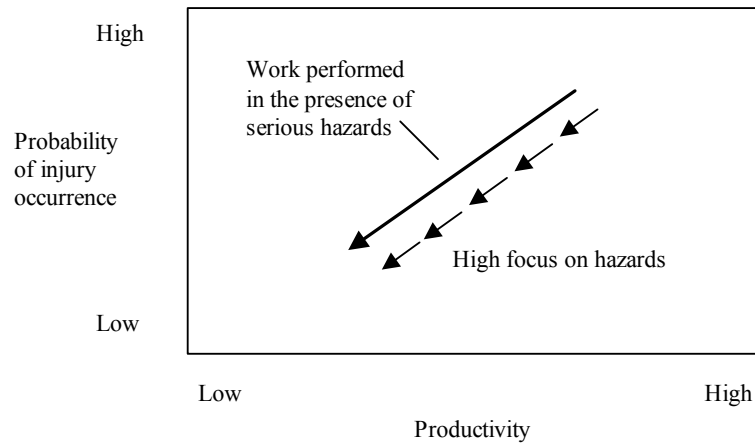 High
Work performed
in the presence of
serious hazards
Probability
of injury
occurrence
High focus on hazards
Low
Low
High
Productivity